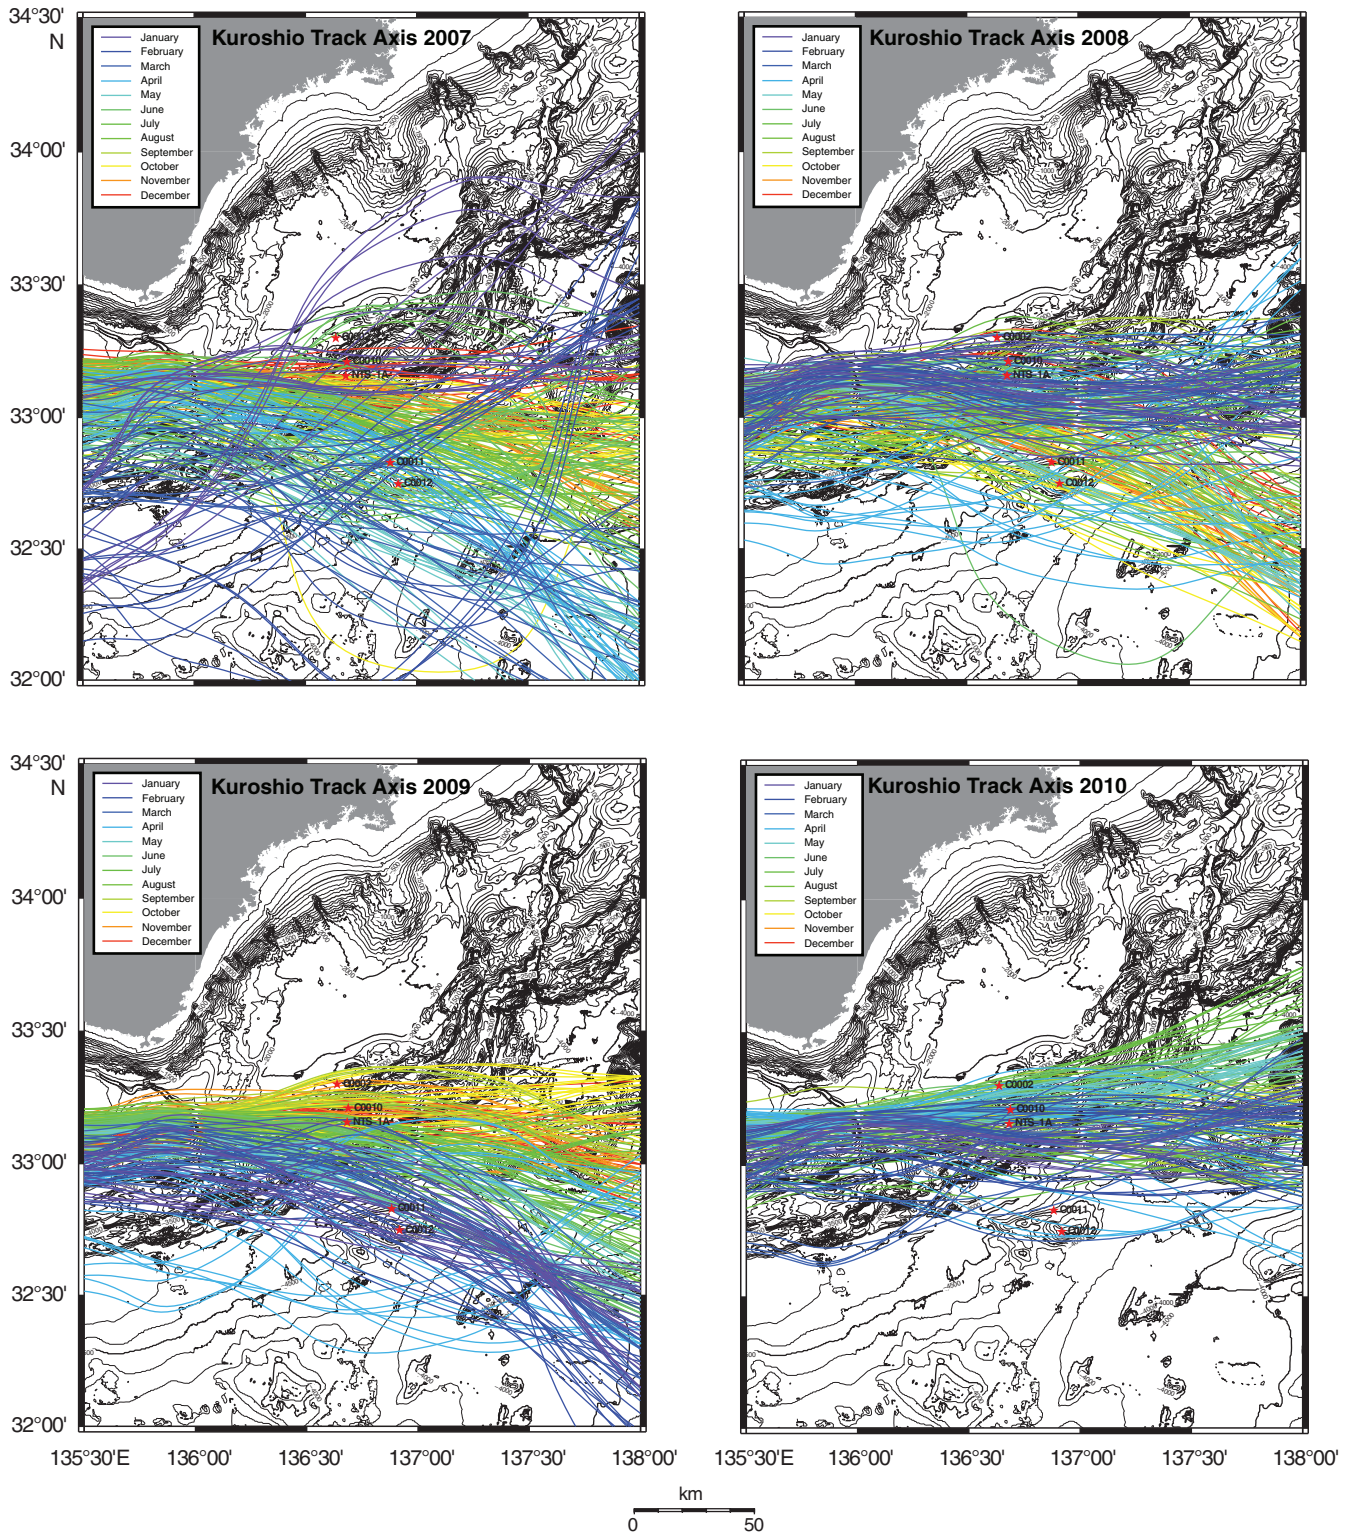 34°30'
N
34°00'
33°30'
33°00'
32°30'
32°00'
Kuroshio Track Axis 2007
January
February
March
April
May
June
July
August
September
October
November
December
C0010
NTS-1A
C0011
C0012
Kuroshio Track Axis 2008
January
February
March
April
May
June
July
August
September
October
November
December
C0002
C0010
NTS-1A
C0011
C0012
34°30'
N
34°00'
33°30'
33°00'
32°30'
32°00'
Kuroshio Track Axis 2009
January
February
March
April
May
June
July
August
September
October
November
December
C0002
C0010
NTS-1A
C0011
C0012
Kuroshio Track Axis 2010
January
February
March
April
May
June
July
August
September
October
November
December
C0002
C0010
NTS-1A
C0011
C0012
135°30'E 136°00' 136°30' 137°00' 137°30' 138°00'
135°30'E 136°00' 136°30' 137°00' 137°30' 138°00'
km
0 50